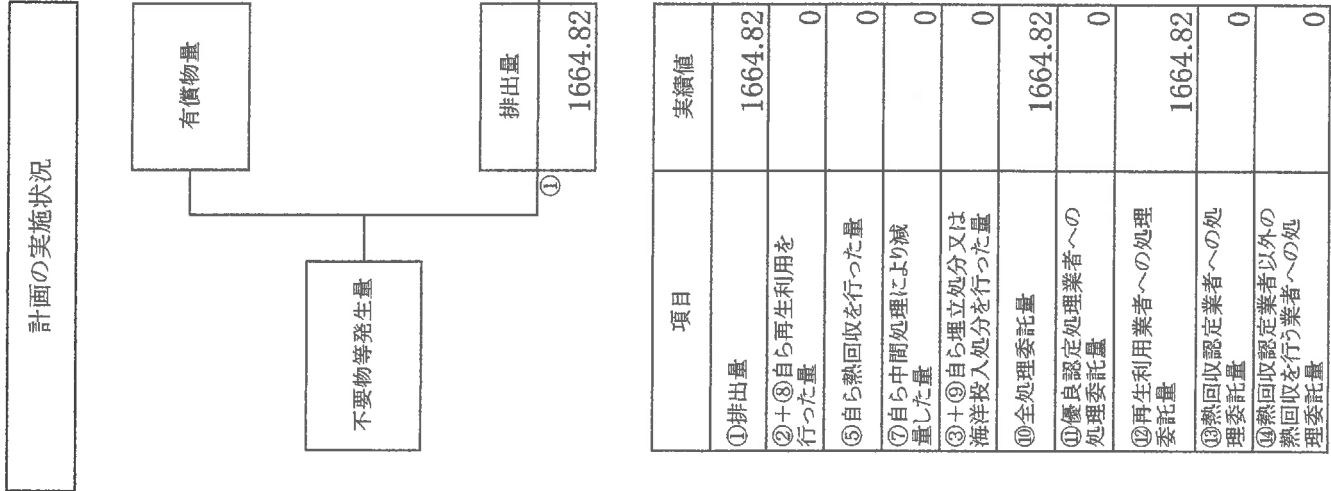 計画の実施状況
有償物量
不要物等発生量
排出量
①
1664.82
項目
実績値
①排出量
1664.82
②+⑧自ら再生利用を
行った量
0
⑤自ら熱回収を行った量
0
⑦自ら中間処理により減
量した量
0
③+⑨自ら埋立処分又は
海洋投入処分を行った量
0
⑩全処理委託量
1664.82
⑪優良認定処理業者への
処理委託量
0
⑫再生利用業者への処理
委託量
1664.82
⑬熱回収認定業者への処
理委託量
0
⑭熱回収認定業者以外の
熱回収を行う業者への処
理委託量
0